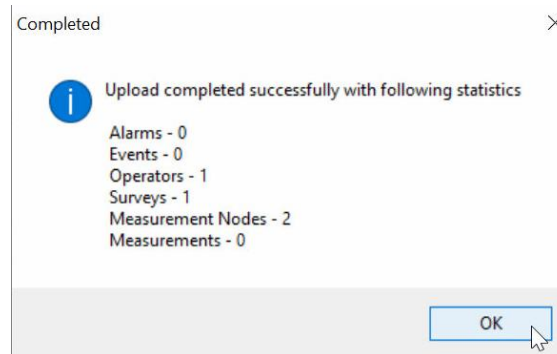 Completed
Upload completed successfully with following statistics
Alarms - 0
Events - 0
Operators - 1
Surveys - 1
Measurement Nodes - 2
Measurements - 0
OK